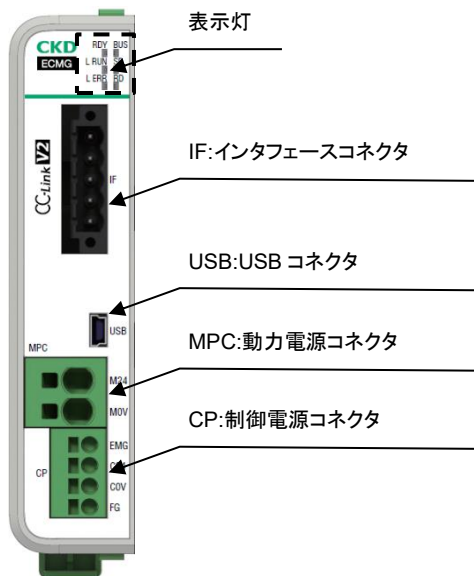 表示灯
CKD
ECMG
RDY BUS
L RUN
L ERR
IF:インタフェースコネクタ
CC-Link V2
IF
USB:USB コネクタ
USB
MPC:動力電源コネクタ
MPC
M24
M0V
CP:制御電源コネクタ
EMG
CP
C0V
FG